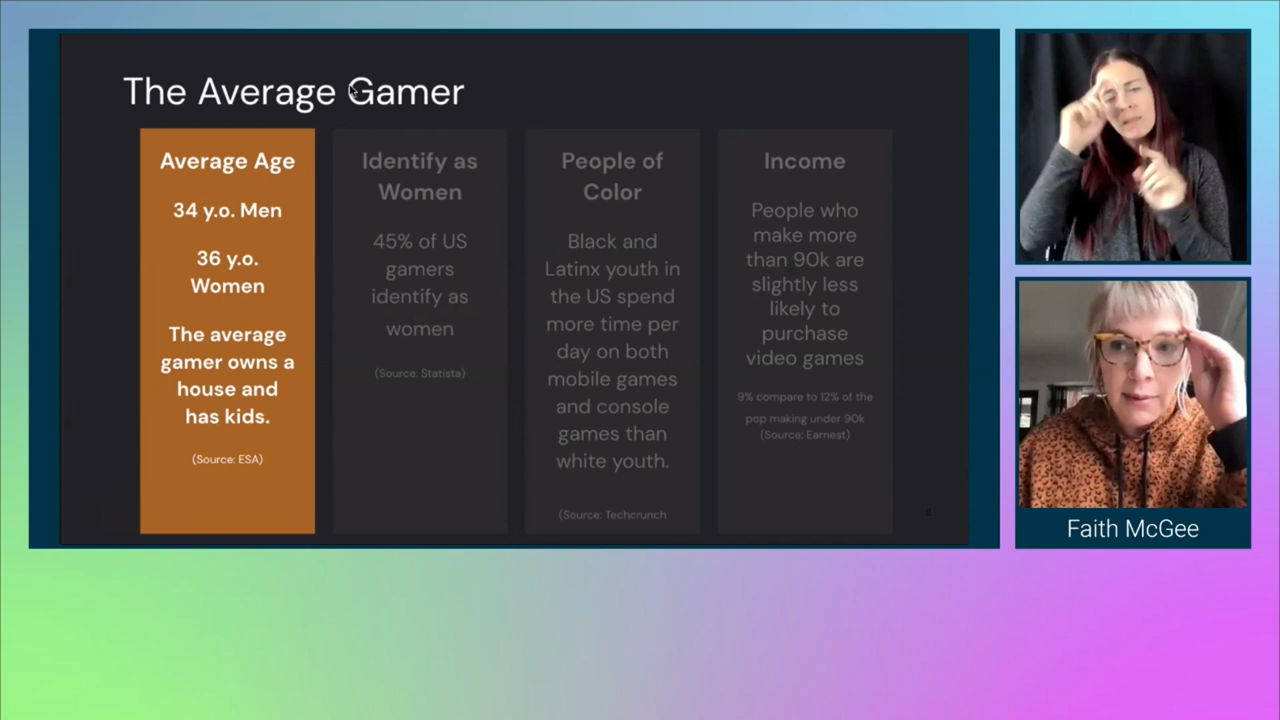 The Average Gamer
Average Age
34 y.o. Men
36 y.o.
Women
The average
gamer owns a
house and
has kids.
(Source: ESA)
Identify as
Women
45% of US
gamers
identify as
women
(Source: Statista)
People of
Color
Black and
Latinx youth in
the US spend
more time per
day on both
mobile games
and console
games than
white youth.
(Source: Techcrunch
Income
People who
make more
than 90k are
slightly less
likely to
purchase
video games
9% compare to 12% of the
pop making under 90k
(Source: Earnest)
Faith McGee